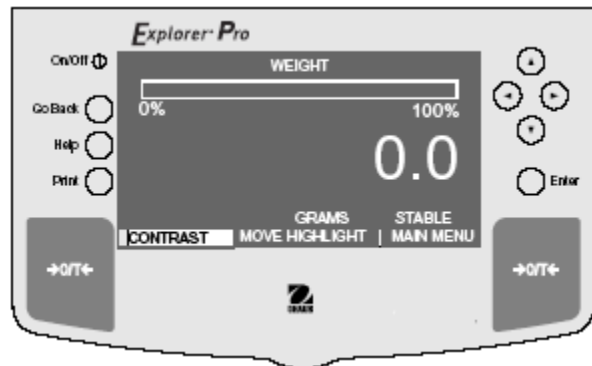 Explorer Pro
On/Off
WEIGHT
Go Back
0% 100%
Help
0.0
Print
Enter
GRAMS STABLE
CONTRAST MOVE HIGHLIGHT | MAIN MENU
→0/T← →0/T←
OHAUS